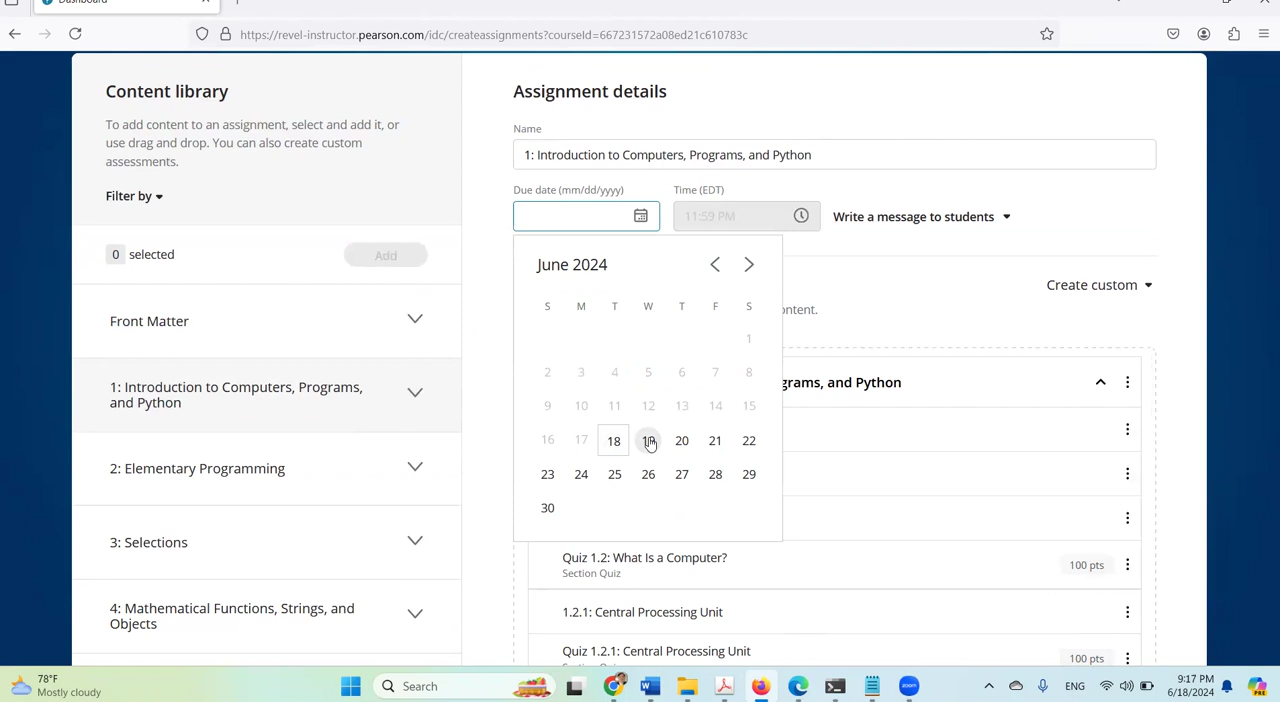 Dashboard
https://revel-instructor.pearson.com/idc/createassignments?courseId=667231572a08ed21c610783c
Content library
To add content to an assignment, select and add it, or
use drag and drop. You can also create custom
assessments.
Filter by
0 selected
Add
Front Matter
1: Introduction to Computers, Programs,
and Python
2: Elementary Programming
3: Selections
4: Mathematical Functions, Strings, and
Objects
Assignment details
Name
1: Introduction to Computers, Programs, and Python
Due date (mm/dd/yyyy)
Time (EDT)
11:59 PM
Write a message to students
June 2024
S M T W T F S
1
2 3 4 5 6 7 8
9 10 11 12 13 14 15
16 17 18 19 20 21 22
23 24 25 26 27 28 29
30
Create custom
ontent.
grams, and Python
Quiz 1.2: What Is a Computer?
Section Quiz
100 pts
1.2.1: Central Processing Unit
Quiz 1.2.1: Central Processing Unit
100 pts
78°F
Mostly cloudy
Search
ENG
9:17 PM
6/18/2024